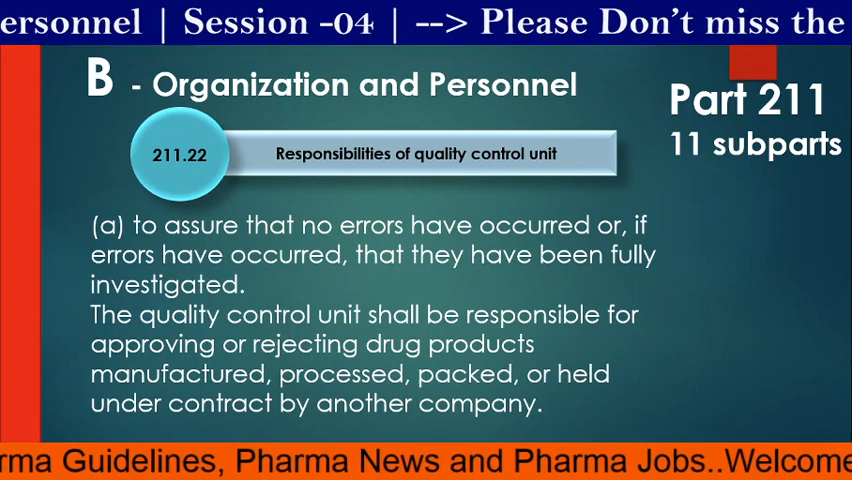 ersonnel | Session -04 | --> Please Don't miss the
B - Organization and Personnel
Part 211
11 subparts
211.22
Responsibilities of quality control unit
(a) to assure that no errors have occurred or, if
errors have occurred, that they have been fully
investigated.
The quality control unit shall be responsible for
approving or rejecting drug products
manufactured, processed, packed, or held
under contract by another company.
rma Guidelines, Pharma News and Pharma Jobs..Welcome